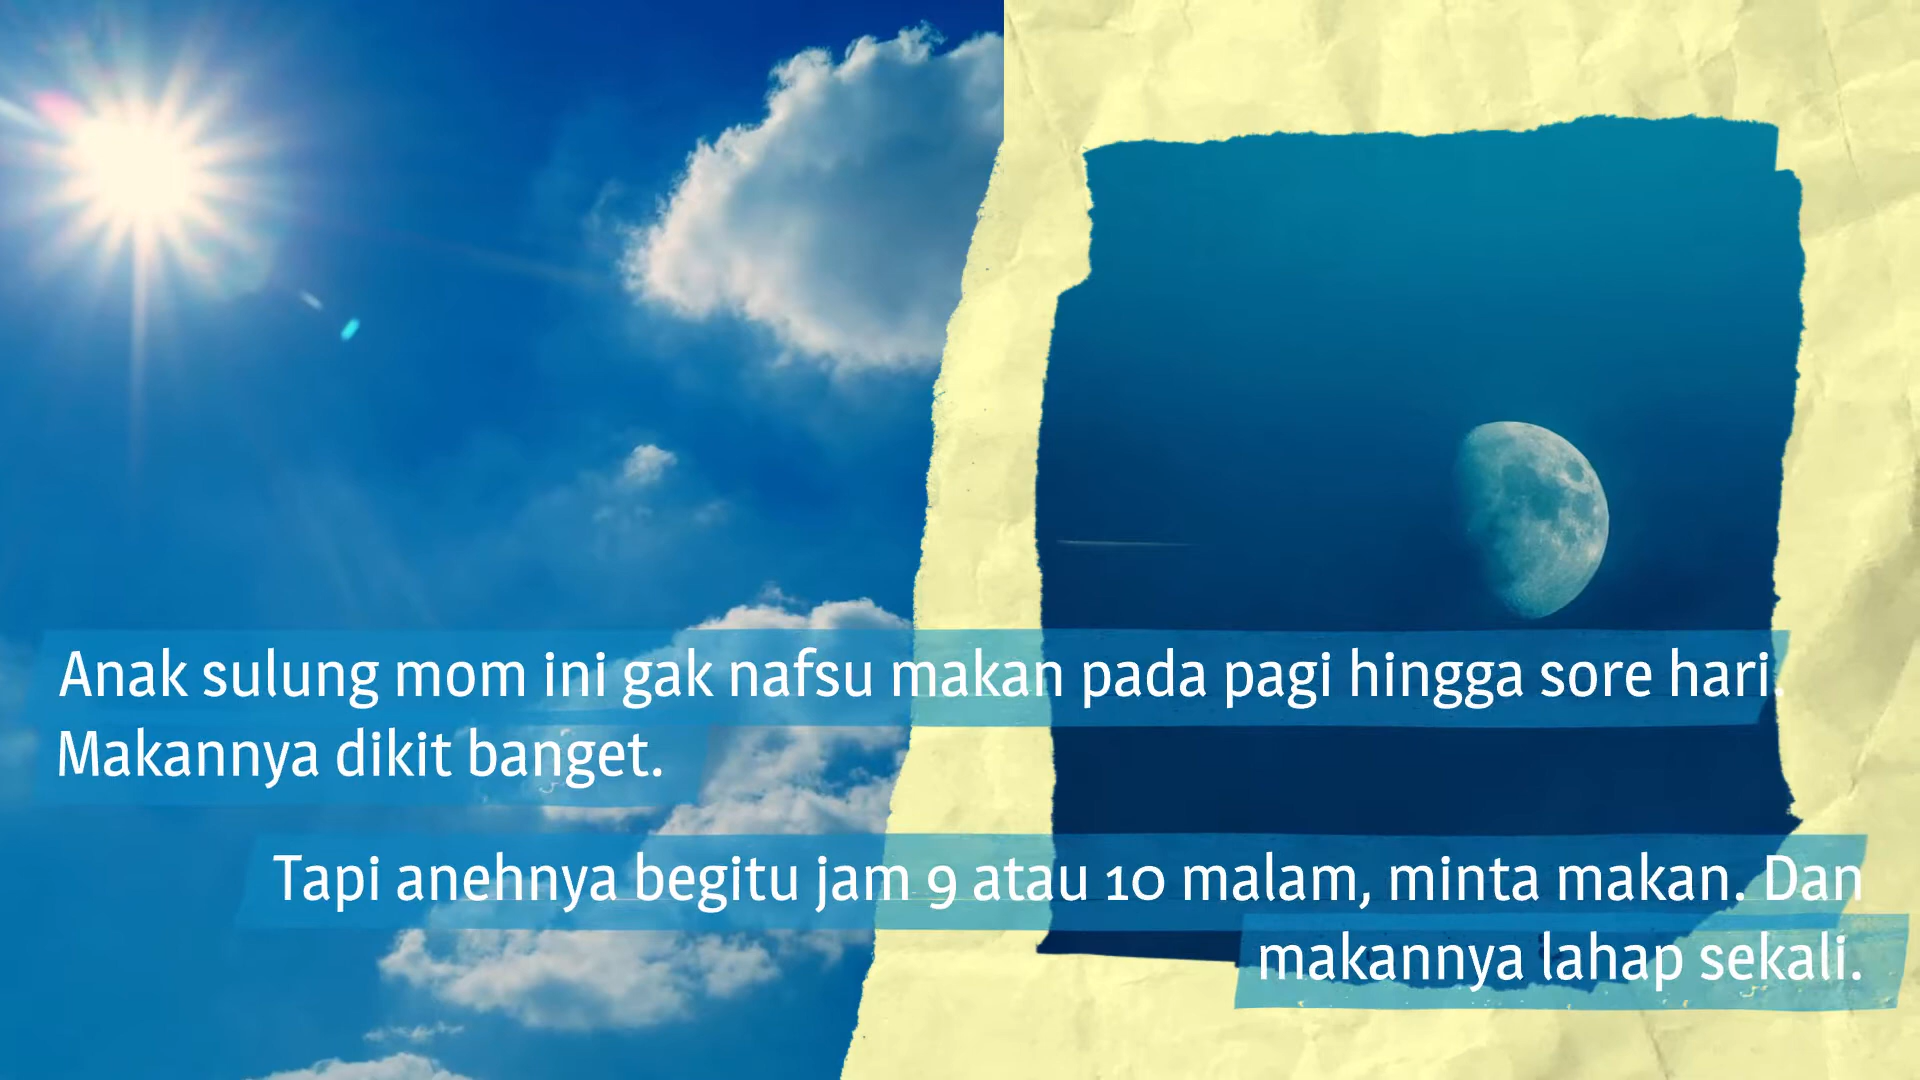 Anak sulung mom ini gak nafsu makan pada pagi hingga sore hari.
Makannya dikit banget.
Tapi anehnya begitu jam 9 atau 10 malam, minta makan. Dan
makannya lahap sekali.